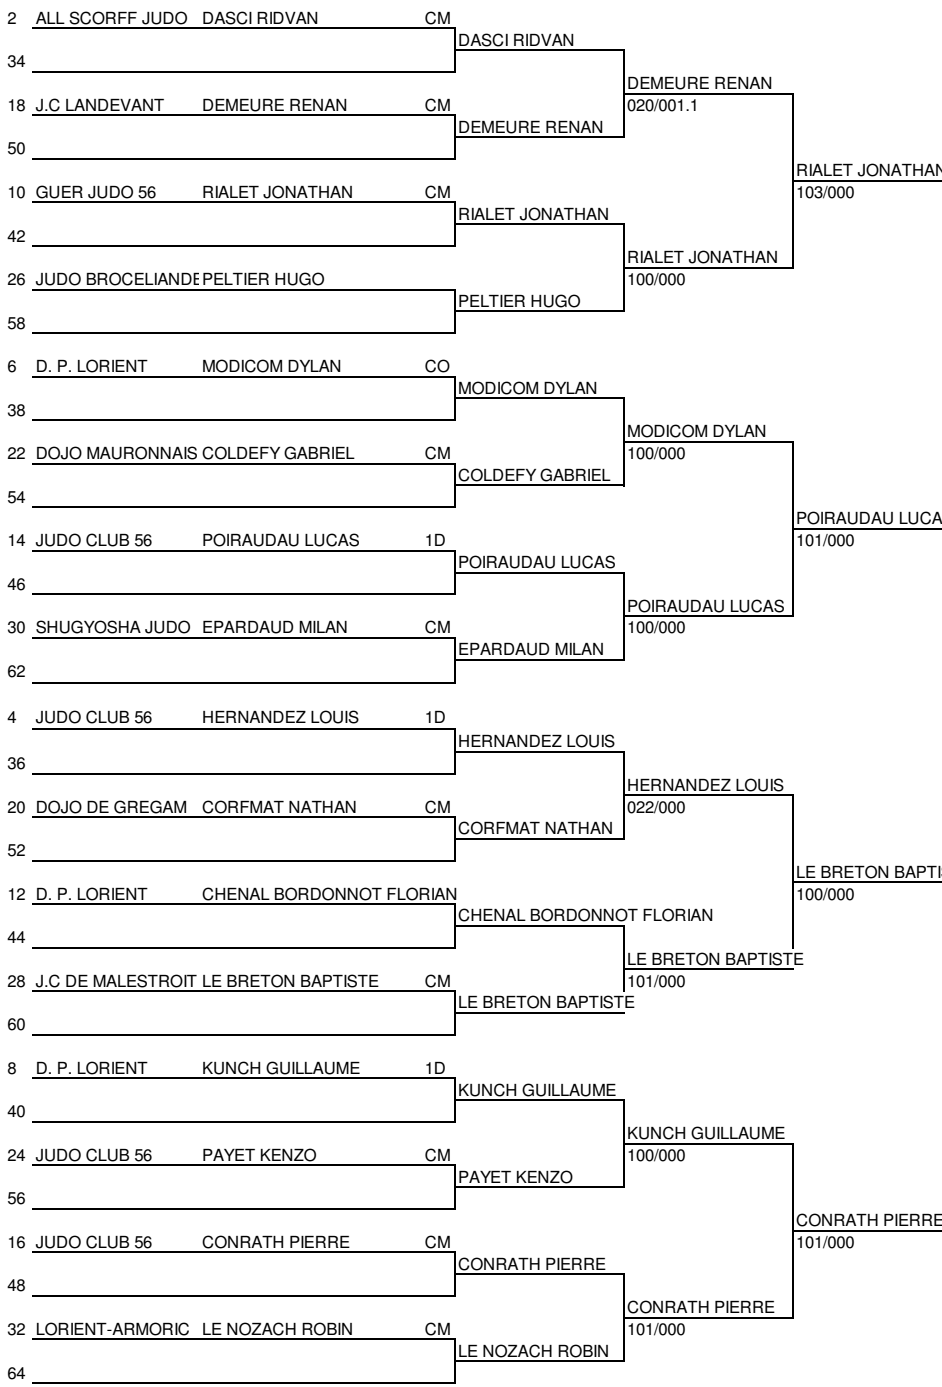 2 ALL SCORFF JUDO DASCI RIDVAN CM
DASCI RIDVAN
34
DEMEURE RENAN
18 J.C LANDEVANT DEMEURE RENAN CM 020/001.1
DEMEURE RENAN
50
RIALET JONATHAN
10 GUER JUDO 56 RIALET JONATHAN CM 103/000
RIALET JONATHAN
42
RIALET JONATHAN
26 JUDO BROCELIANDE PELTIER HUGO 100/000
PELTIER HUGO
58
6 D. P. LORIENT MODICOM DYLAN CO
MODICOM DYLAN
38
MODICOM DYLAN
22 DOJO MAURONNAIS COLDEFY GABRIEL CM 100/000
COLDEFY GABRIEL
54
POIRAUDAU LUCA
14 JUDO CLUB 56 POIRAUDAU LUCAS 1D 101/000
POIRAUDAU LUCAS
46
POIRAUDAU LUCAS
30 SHUGYOSHA JUDO EPARDAUD MILAN CM 100/000
EPARDAUD MILAN
62
4 JUDO CLUB 56 HERNANDEZ LOUIS 1D
HERNANDEZ LOUIS
36
HERNANDEZ LOUIS
20 DOJO DE GREGAM CORFMAT NATHAN CM 022/000
CORFMAT NATHAN
52
LE BRETON BAPTIS
12 D. P. LORIENT CHENAL BORDONNOT FLORIAN 100/000
CHENAL BORDONNOT FLORIAN
44
LE BRETON BAPTISTE
28 J.C DE MALESTROIT LE BRETON BAPTISTE CM 101/000
LE BRETON BAPTISTE
60
8 D. P. LORIENT KUNCH GUILLAUME 1D
KUNCH GUILLAUME
40
KUNCH GUILLAUME
24 JUDO CLUB 56 PAYET KENZO CM 100/000
PAYET KENZO
56
CONRATH PIERRE
16 JUDO CLUB 56 CONRATH PIERRE CM 101/000
CONRATH PIERRE
48
CONRATH PIERRE
32 LORIENT-ARMORIC LE NOZACH ROBIN CM 101/000
LE NOZACH ROBIN
64